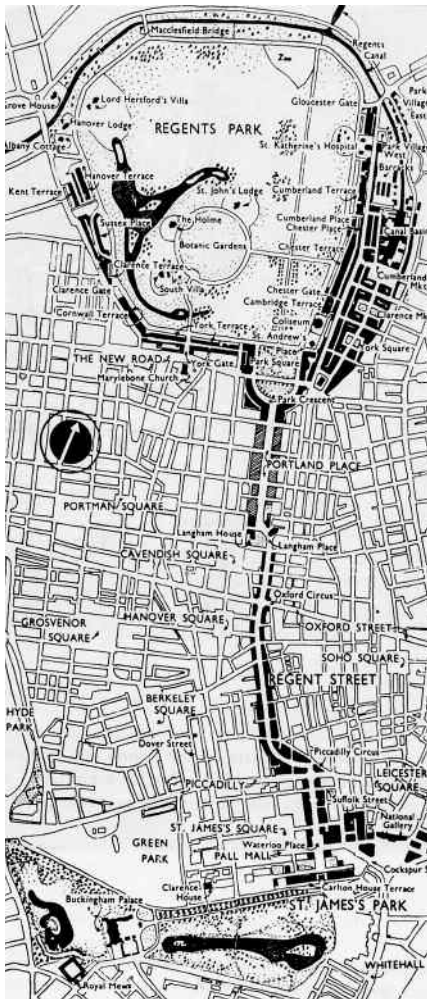 Macclesfield Bridge
Regents
Canal
Zoo
Grove House
Lord Hertford's Villa
Gloucester Gate
Park
Village
East
Hanover Lodge
REGENTS PARK
Albany Cottage
St. Katherine's Hospital
Park Village
West
Barracks
Hanover Terrace
Kent Terrace
St. John's Lodge
Cumberland Terrace
Sussex Place
The Holme
Cumberland Place
Chester Place
Botanic Gardens
Canal Basin
Chester Terrace
Clarence Terrace
Cumberland
Mkt
Clarence Gate
South Villa
Chester Gate
Cambridge Terrace
Clarence Mkt
Cornwall Terrace
Coliseum
York Terrace
St. Andrew's
Place
York Square
THE NEW ROAD
York Gate
Park Square
Marylebone Church
Park Crescent
PORTLAND PLACE
PORTMAN SQUARE
Langham House
Langham Place
CAVENDISH SQUARE
Oxford Circus
HANOVER SQUARE
GROSVENOR
SQUARE
OXFORD STREET
SOHO SQUARE
REGENT STREET
BERKELEY
SQUARE
HYDE
PARK
Dover Street
Piccadilly Circus
PICCADILLY
LEICESTER
SQUARE
Suffolk Street
ST. JAMES'S SQUARE
National
Gallery
GREEN
PARK
Waterloo Place
PALL MALL
Cockspur S
Clarence
House
Carlton House Terrace
Buckingham Palace
ST. JAMES'S PARK
WHITEHALL
Royal Mews